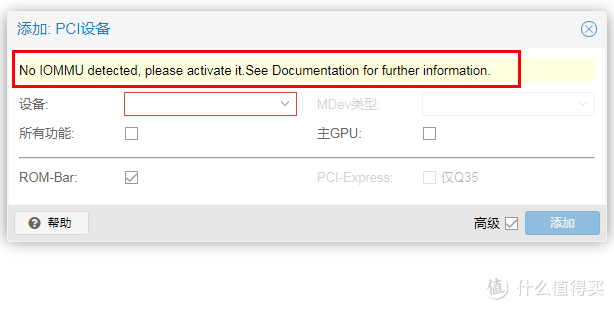 添加: PCI设备
No IOMMU detected, please activate it.See Documentation for further information.
设备: MDev类型:
所有功能: 主GPU:
ROM-Bar: PCI-Express: 仅Q35
帮助 高级 添加
值 什么值得买